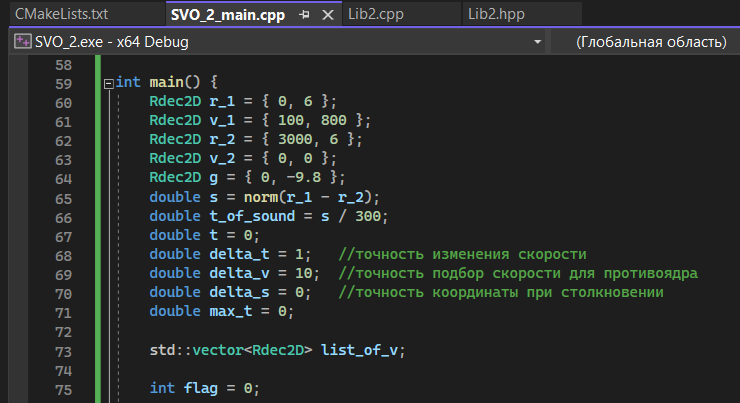 CMakeLists.txt SVO_2_main.cpp Lib2.cpp Lib2.hpp
SVO_2.exe - x64 Debug (Глобальная область)
58
59 int main() {
60 Rdec2D r_1 = { 0, 6 };
61 Rdec2D v_1 = { 100, 800 };
62 Rdec2D r_2 = { 3000, 6 };
63 Rdec2D v_2 = { 0, 0 };
64 Rdec2D g = { 0, -9.8 };
65 double s = norm(r_1 - r_2);
66 double t_of_sound = s / 300;
67 double t = 0;
68 double delta_t = 1; //точность изменения скорости
69 double delta_v = 10; //точность подбор скорости для противоядра
70 double delta_s = 0; //точность координаты при столкновении
71 double max_t = 0;
72
73 std::vector<Rdec2D> list_of_v;
74
75 int flag = 0;